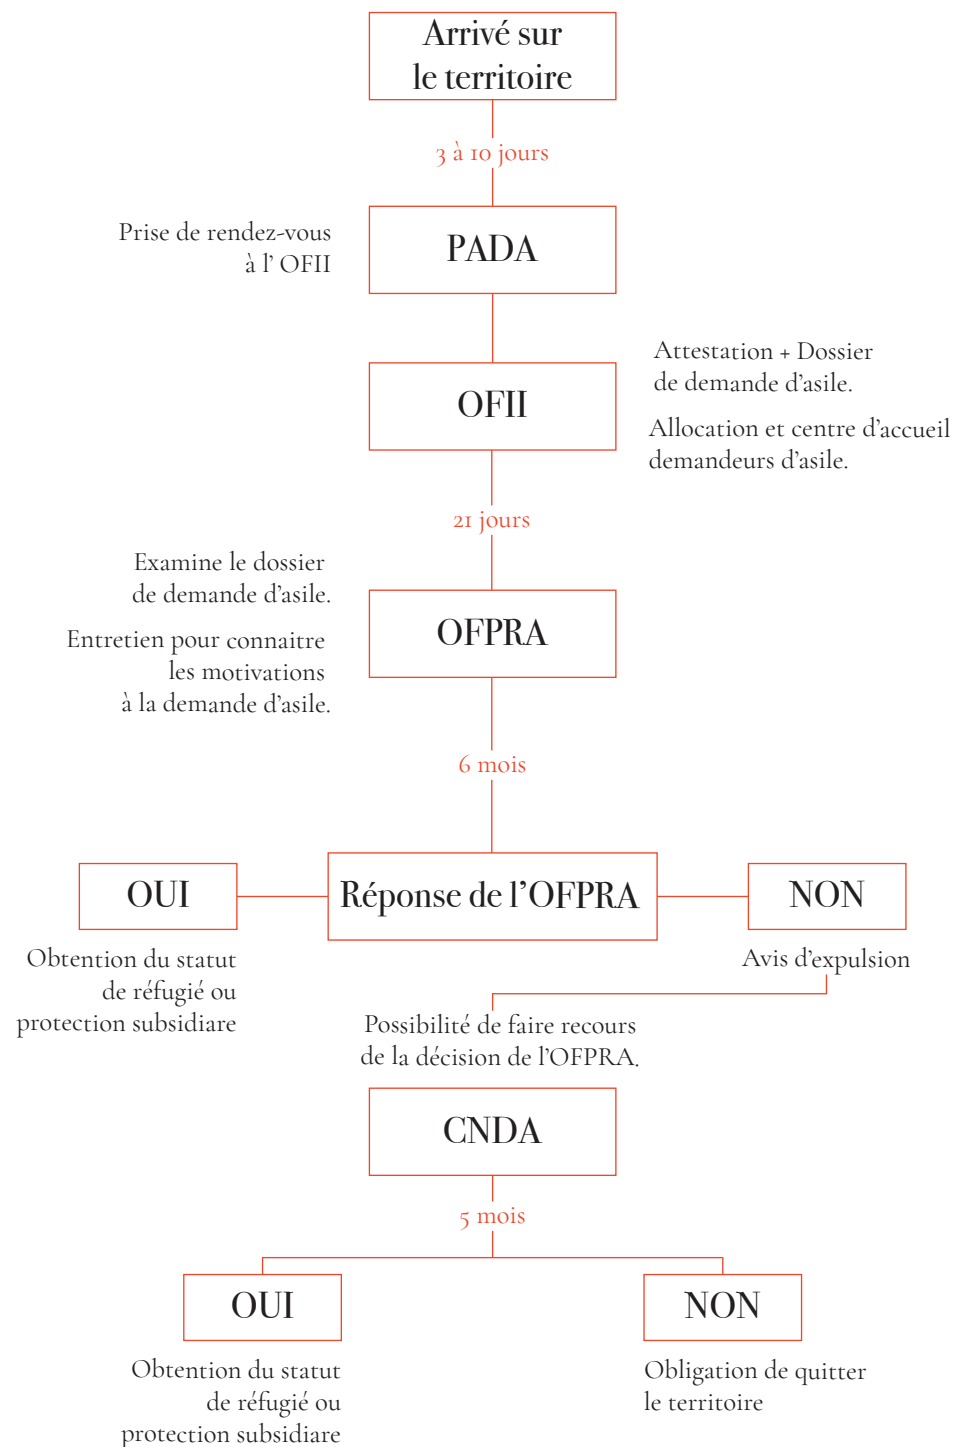 Arrivé sur
le territoire
3 à 10 jours
Prise de rendez-vous
à l' OFII
PADA
OFII
Attestation + Dossier
de demande d'asile.
Allocation et centre d'accueil
demandeurs d'asile.
21 jours
Examine le dossier
de demande d'asile.
Entretien pour connaitre
les motivations
à la demande d'asile.
OFPRA
6 mois
OUI
Réponse de l'OFPRA
NON
Obtention du statut
de réfugié ou
protection subsidiare
Avis d'expulsion
Possibilité de faire recours
de la décision de l'OFPRA.
CNDA
5 mois
OUI
NON
Obtention du statut
de réfugié ou
protection subsidiare
Obligation de quitter
le territoire